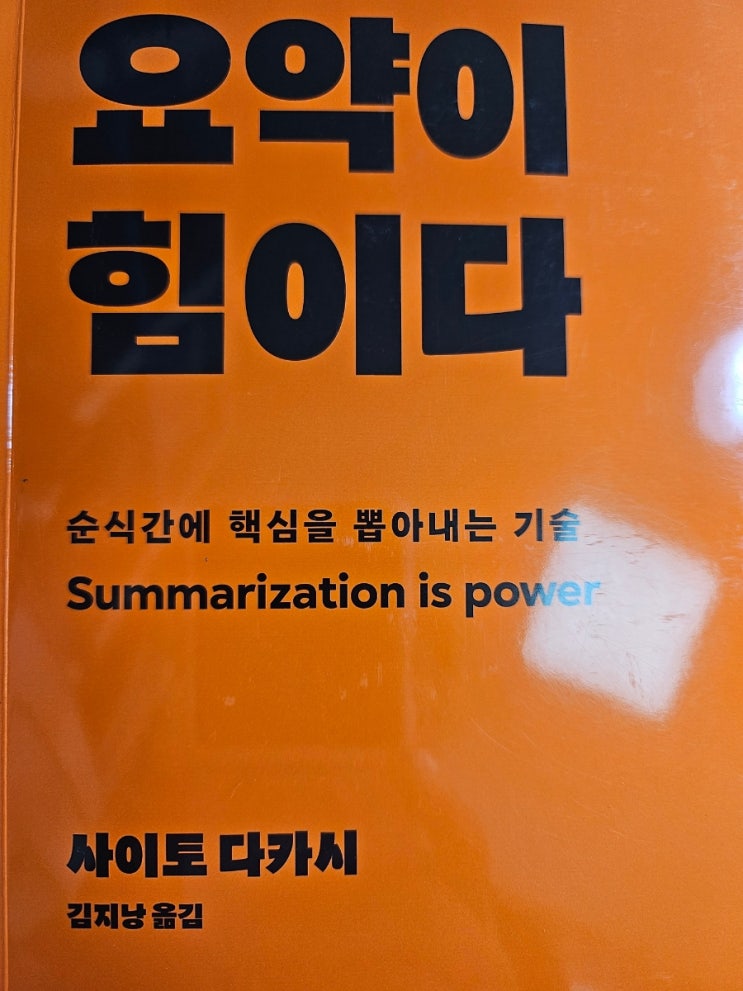 요약이
힘이다
순식간에 핵심을 뽑아내는 기술
Summarization is power
사이토 다카시
김지낭 옮김